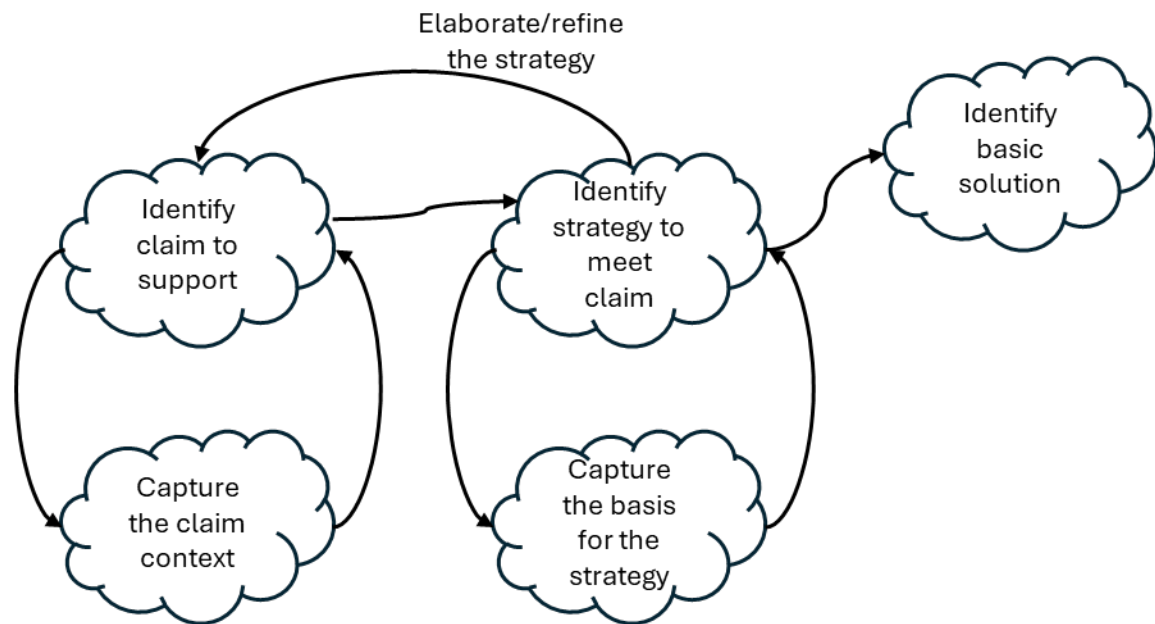 Elaborate/refine
the strategy
Identify
claim to
support
Identify
strategy to
meet
claim
Identify
basic
solution
Capture
the claim
context
Capture
the basis
for the
strategy